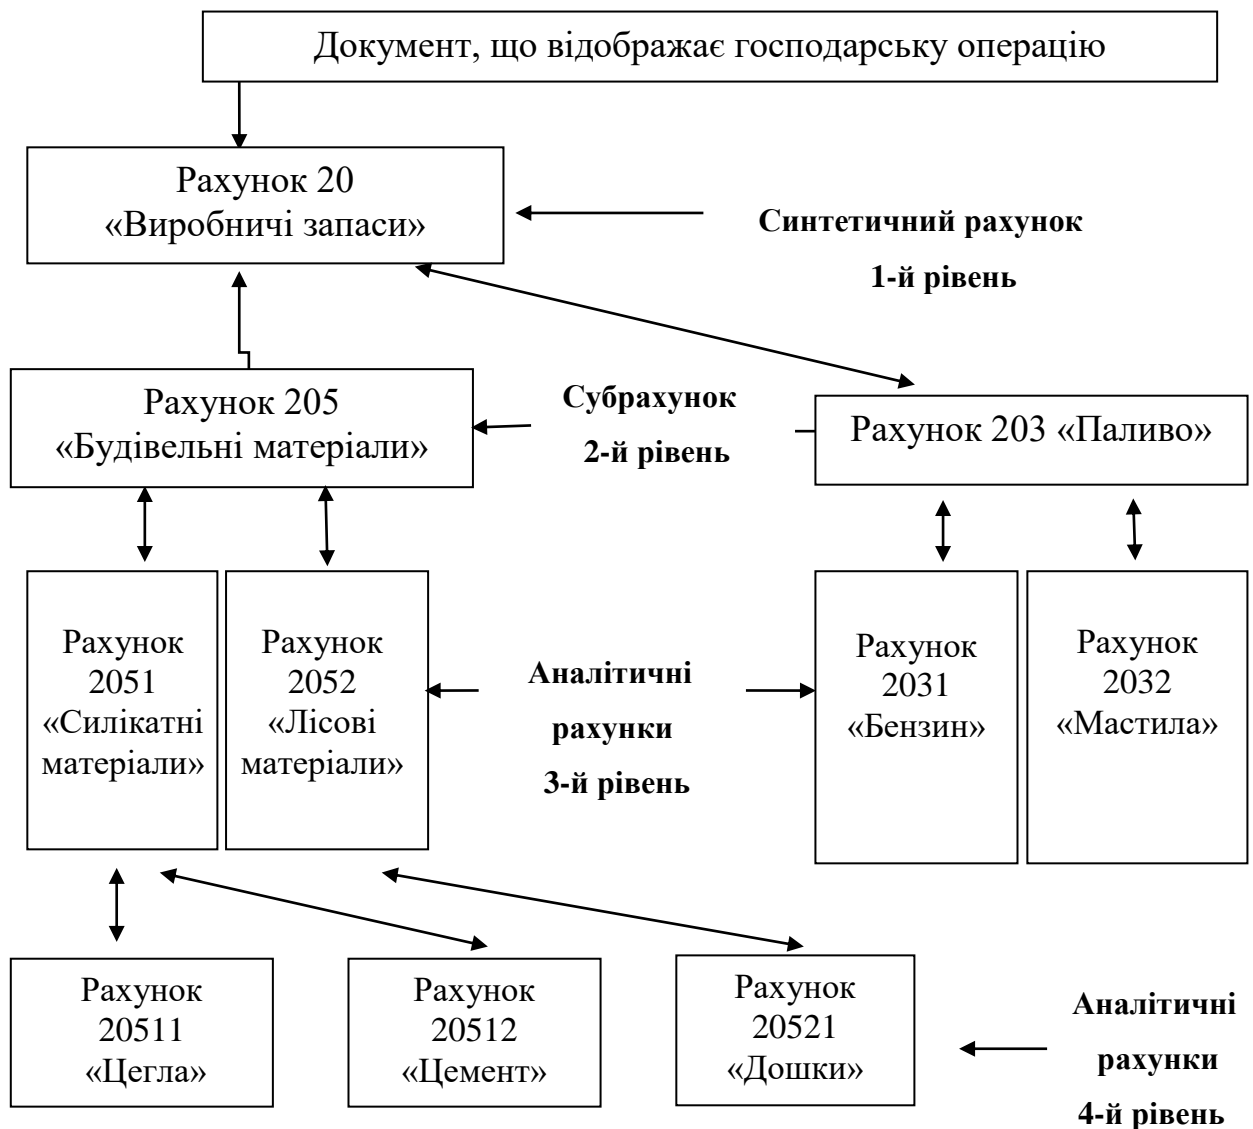 Документ, що відображає господарську операцію
Рахунок 20
«Виробничі запаси»
Синтетичний рахунок
1-й рівень
Рахунок 205
«Будівельні матеріали»
Субрахунок
2-й рівень
Рахунок 203 «Паливо»
Рахунок
2051
«Силікатні
матеріали»
Рахунок
2052
«Лісові
матеріали»
Аналітичні
рахунки
3-й рівень
Рахунок
2031
«Бензин»
Рахунок
2032
«Мастила»
Рахунок
20511
«Цегла»
Рахунок
20512
«Цемент»
Рахунок
20521
«Дошки»
Аналітичні
рахунки
4-й рівень